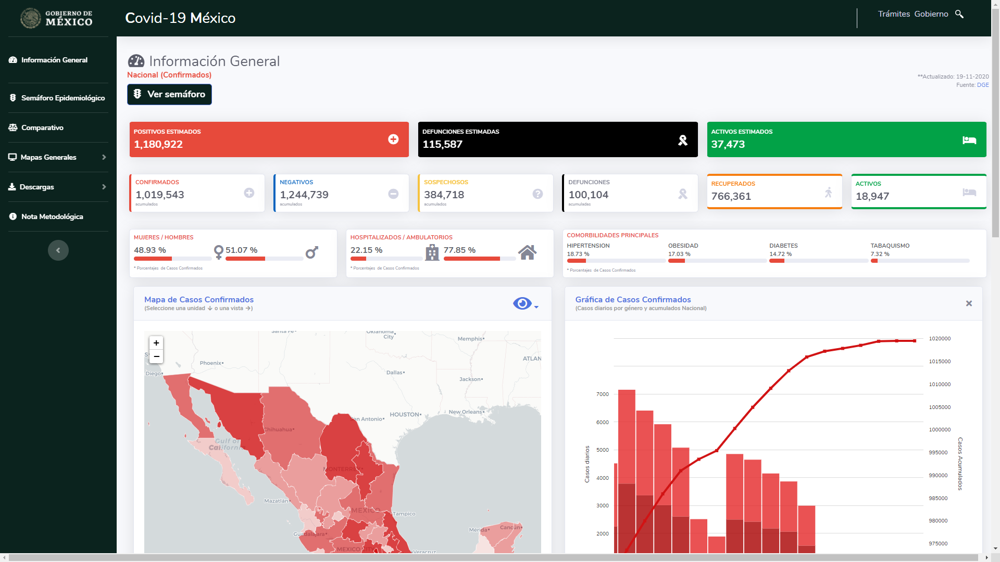 GOBIERNO DE
MÉXICO
Covid-19 México
Trámites Gobierno
Información General
Semáforo Epidemiológico
Comparativo
Mapas Generales
Descargas
Nota Metodológica
Información General
Nacional (Confirmados)
Ver semáforo
**Actualizado: 19-11-2020
Fuente: DGE
POSITIVOS ESTIMADOS
1,180,922
DEFUNCIONES ESTIMADAS
115,587
ACTIVOS ESTIMADOS
37,473
CONFIRMADOS
1,019,543
acumulados
NEGATIVOS
1,244,739
acumulados
SOSPECHOSOS
384,718
acumulados
DEFUNCIONES
100,104
acumuladas
RECUPERADOS
766,361
ACTIVOS
18,947
MUJERES / HOMBRES
48.93 % 51.07 %
* Porcentajes de Casos Confirmados
HOSPITALIZADOS / AMBULATORIOS
22.15 % 77.85 %
* Porcentajes de Casos Confirmados
COMORBILIDADES PRINCIPALES
HIPERTENSION OBESIDAD DIABETES TABAQUISMO
18.73 % 17.03 % 14.72 % 7.32 %
* Porcentajes de Casos Confirmados
Mapa de Casos Confirmados
(Seleccione una unidad ↓ o una vista →)
+
−
Santa Fe
Oklahoma
City
Memphis
Phoenix
ATLAN
Diego
Dallas
Jackson
New Orleans
HOUSTON
San Antonio
Chihuahua
Gulf of
California
MONTERREY
Mazatlán
MEXICO
Tampico
Guadalajara
Mérida
Cancún
MEXICO CITY
Veracruz
Gráfica de Casos Confirmados
(Casos diarios por género y acumulados Nacional)
Casos diarios
7000
6000
5000
4000
3000
2000
1020000
1015000
1010000
1005000
1000000
995000
990000
985000
980000
975000
Casos Acumulados